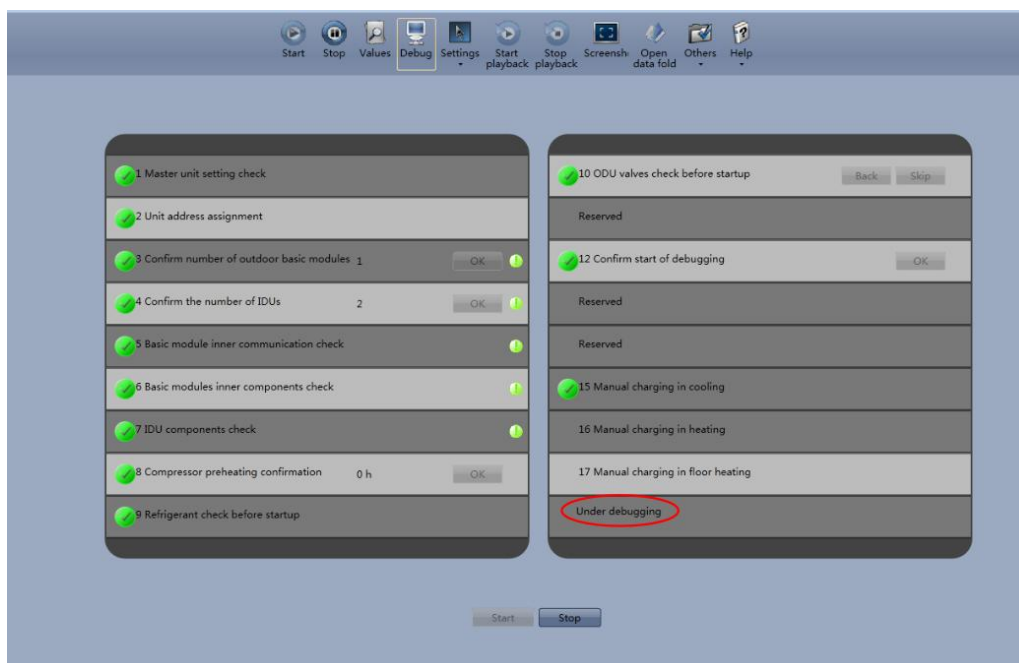 Start Stop Values Debug Settings Start playback Stop playback Screensh Open data fold Others Help
1 Master unit setting check
2 Unit address assignment
3 Confirm number of outdoor basic modules 1 OK
4 Confirm the number of IDUs 2 OK
5 Basic module inner communication check
6 Basic modules inner components check
7 IDU components check
8 Compressor preheating confirmation 0 h OK
9 Refrigerant check before startup
10 ODU valves check before startup Back Skip
Reserved
12 Confirm start of debugging OK
Reserved
Reserved
15 Manual charging in cooling
16 Manual charging in heating
17 Manual charging in floor heating
Under debugging
Start Stop